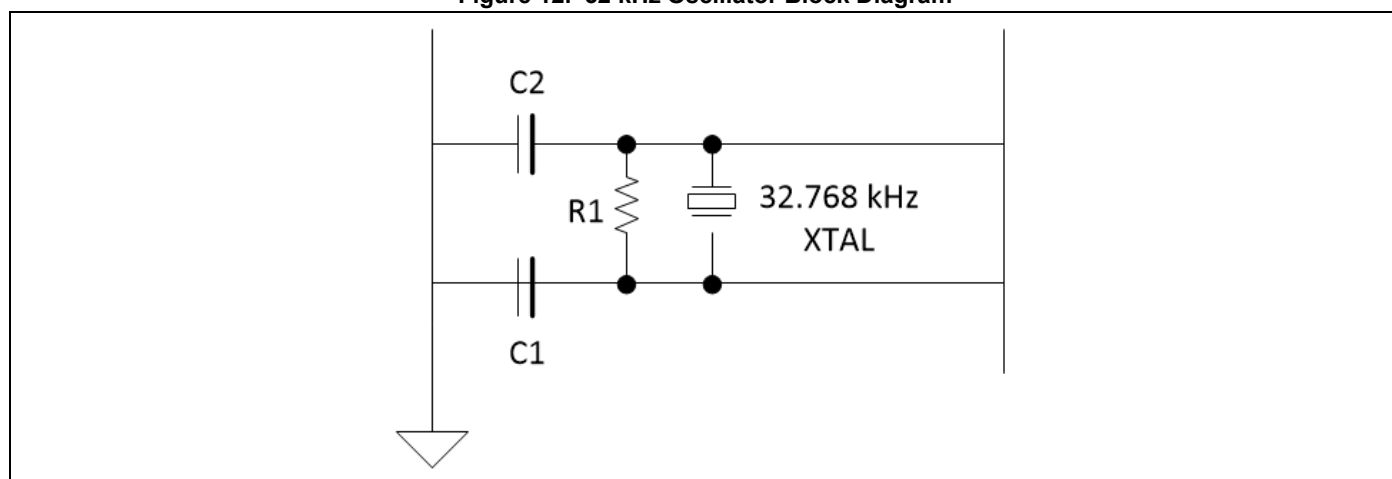 Figure 12. 32 kHz Oscillator Block Diagram
C2
R1
32.768 kHz
XTAL
C1